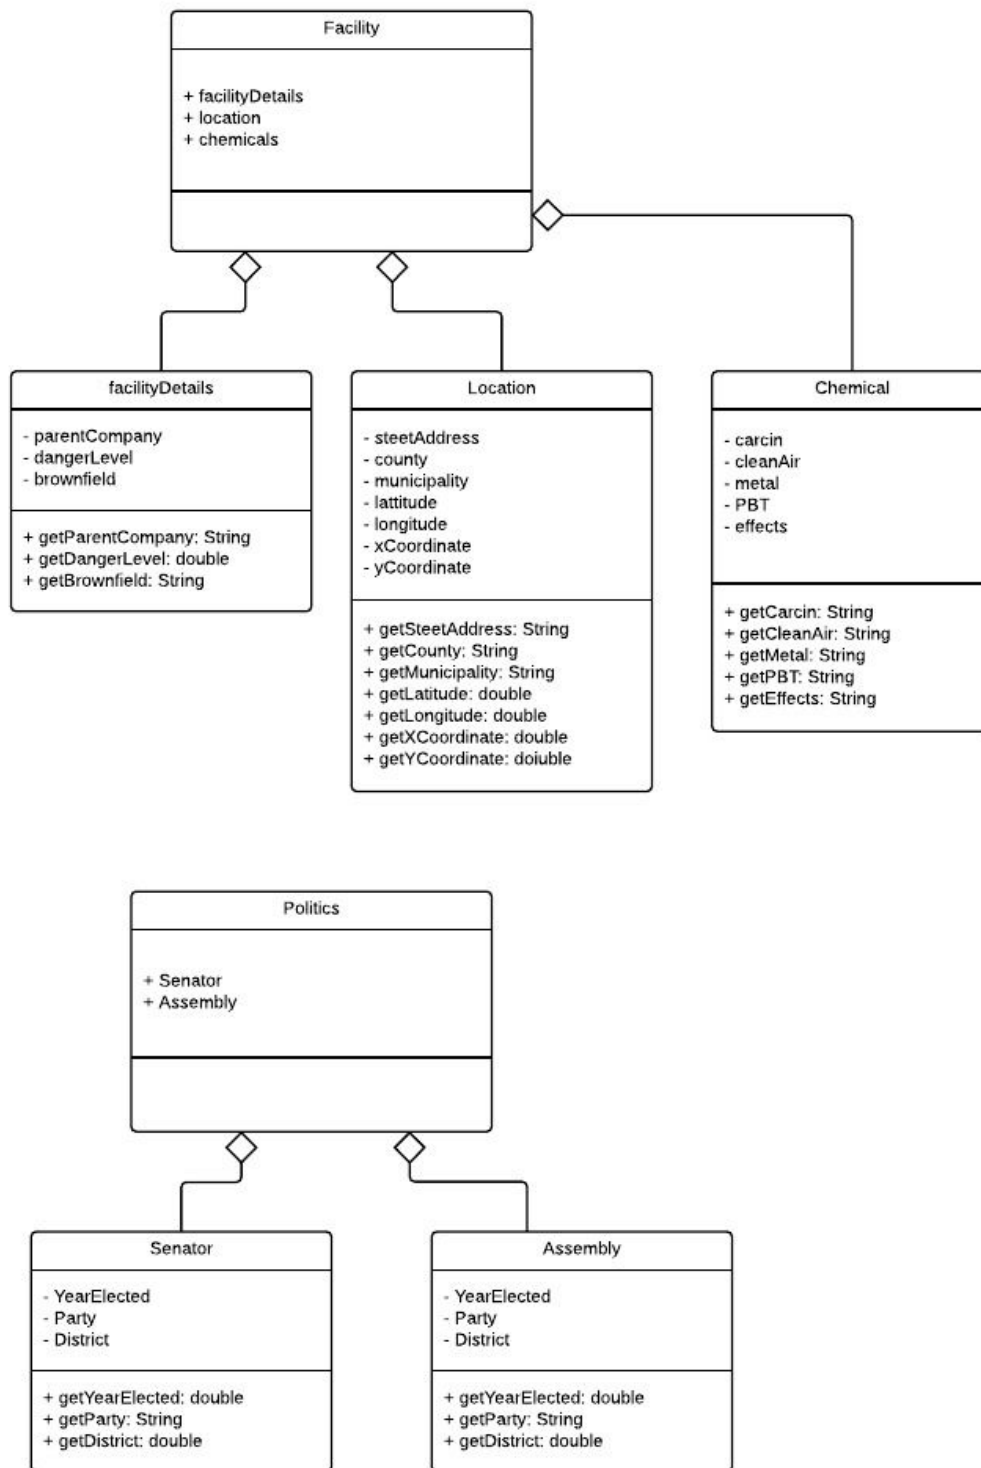 Facility
+ facilityDetails
+ location
+ chemicals
facilityDetails
- parentCompany
- dangerLevel
- brownfield
+ getParentCompany: String
+ getDangerLevel: double
+ getBrownfield: String
Location
- steetAddress
- county
- municipality
- lattitude
- longitude
- xCoordinate
- yCoordinate
+ getSteetAddress: String
+ getCounty: String
+ getMunicipality: String
+ getLatitude: double
+ getLongitude: double
+ getXCoordinate: double
+ getYCoordinate: doiuble
Chemical
- carcin
- cleanAir
- metal
- PBT
- effects
+ getCarcin: String
+ getCleanAir: String
+ getMetal: String
+ getPBT: String
+ getEffects: String
Politics
+ Senator
+ Assembly
Senator
- YearElected
- Party
- District
+ getYearElected: double
+ getParty: String
+ getDistrict: double
Assembly
- YearElected
- Party
- District
+ getYearElected: double
+ getParty: String
+ getDistrict: double